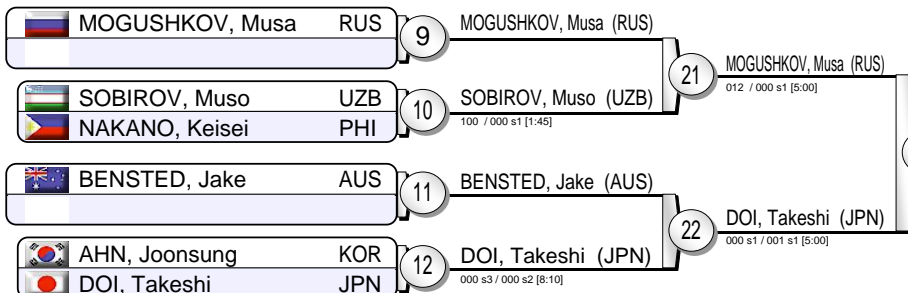 MOGUSHKOV, Musa RUS
9
MOGUSHKOV, Musa (RUS)
21
MOGUSHKOV, Musa (RUS)
012 / 000 s1 [5:00]
SOBIROV, Muso UZB
NAKANO, Keisei PHI
10
SOBIROV, Muso (UZB)
100 / 000 s1 [1:45]
BENSTED, Jake AUS
11
BENSTED, Jake (AUS)
22
DOI, Takeshi (JPN)
000 s1 / 001 s1 [5:00]
AHN, Joonsung KOR
DOI, Takeshi JPN
12
DOI, Takeshi (JPN)
000 s3 / 000 s2 [8:10]